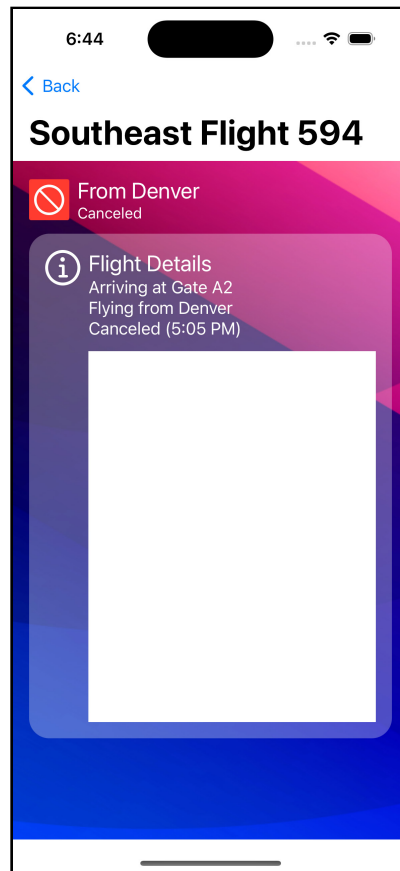 6:44
Back
Southeast Flight 594
From Denver
Canceled
Flight Details
Arriving at Gate A2
Flying from Denver
Canceled (5:05 PM)